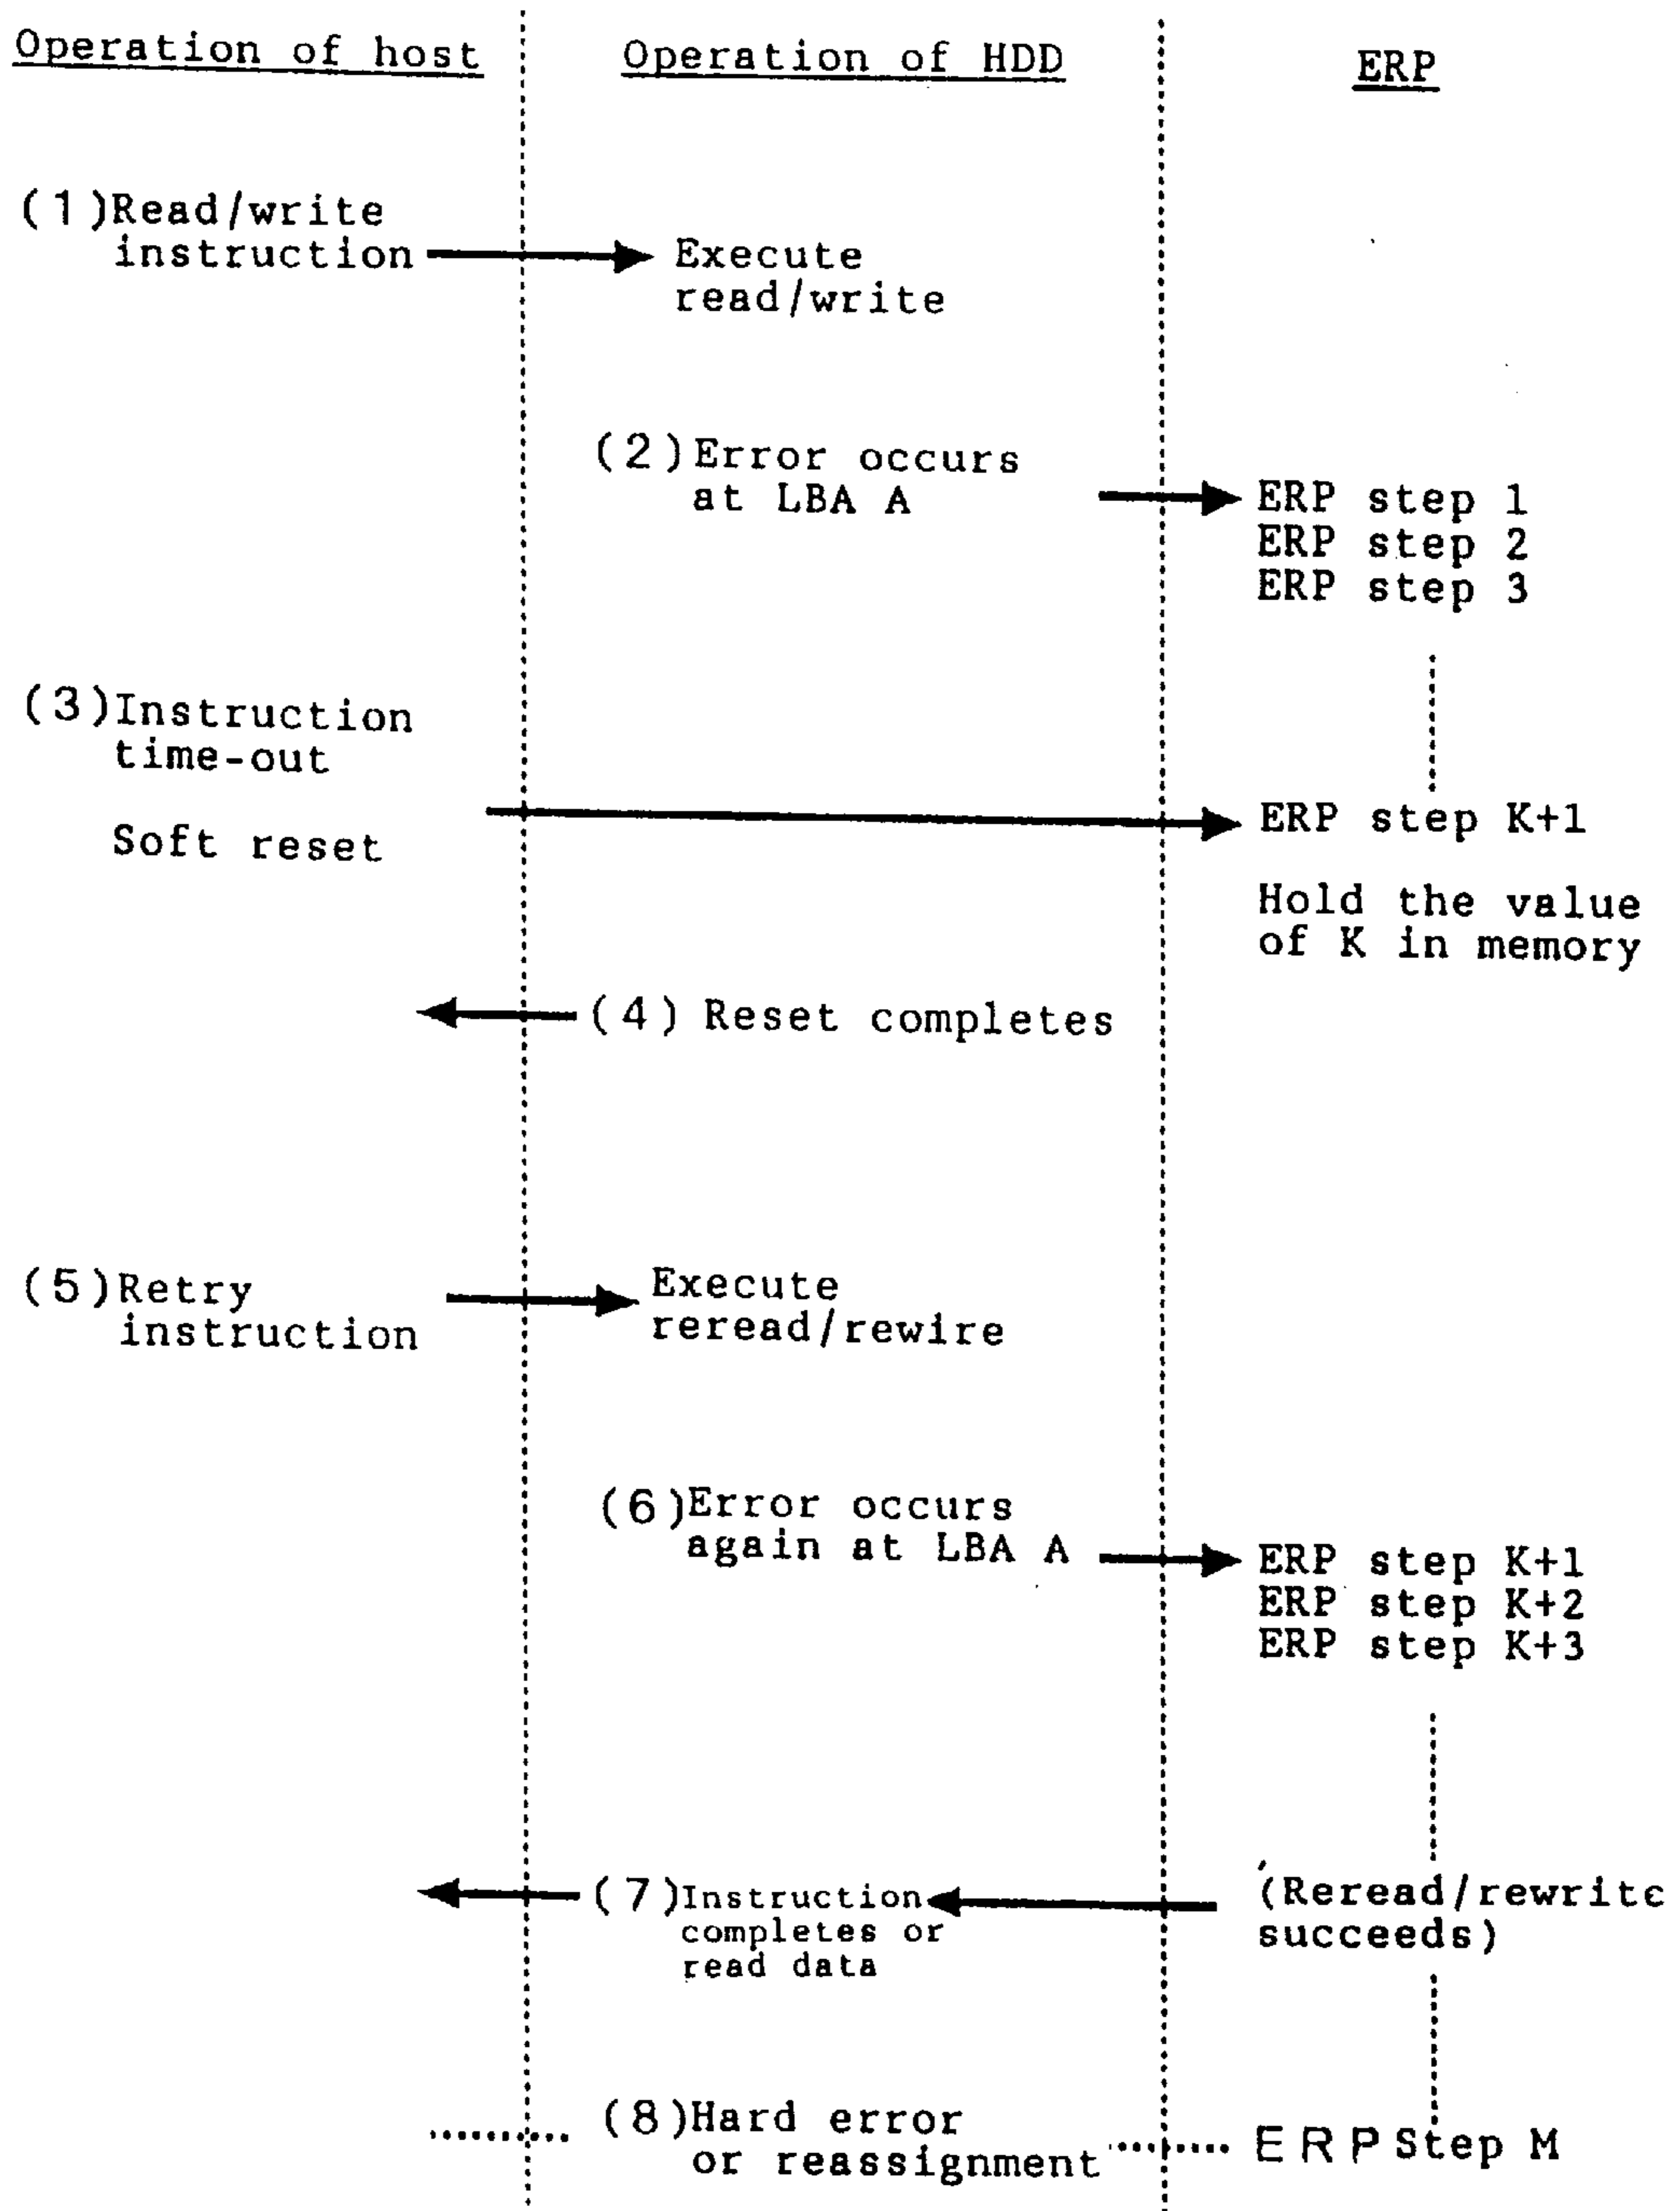 Operation of host
Operation of HDD
ERP
(1)Read/write
instruction
Execute
read/write
(2)Error occurs
at LBA A
ERP step 1
ERP step 2
ERP step 3
(3)Instruction
time-out
Soft reset
ERP step K+1
Hold the value
of K in memory
(4) Reset completes
(5)Retry
instruction
Execute
reread/rewire
(6)Error occurs
again at LBA A
ERP step K+1
ERP step K+2
ERP step K+3
(7)Instruction
completes or
read data
(Reread/rewrite
succeeds)
(8)Hard error
or reassignment
ERP Step M